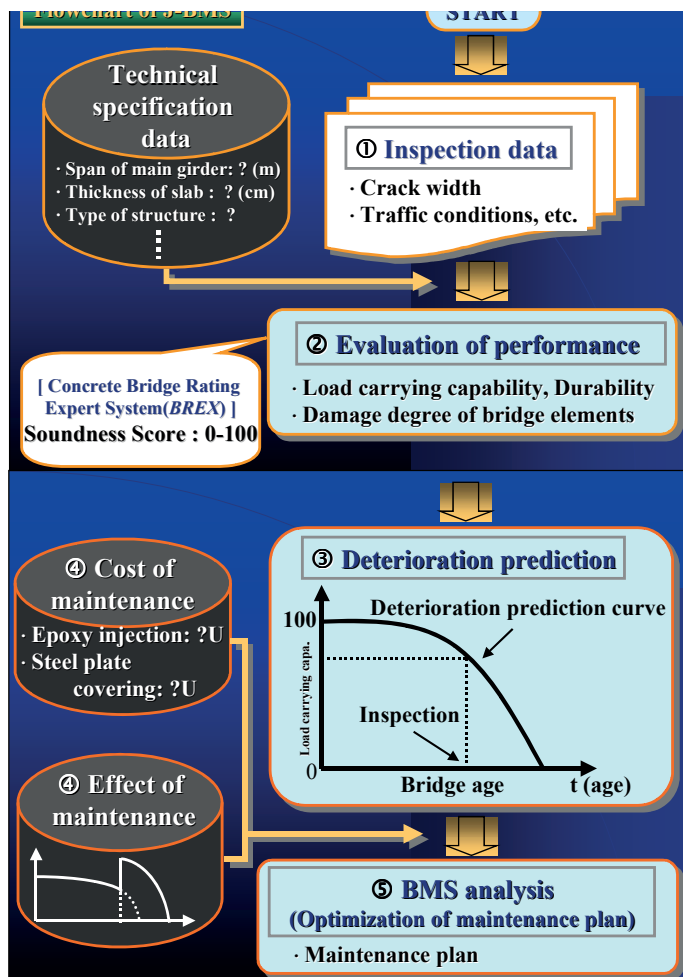 Flowchart of J-BMS
START
Technical
specification
data
· Span of main girder: ? (m)
· Thickness of slab : ? (cm)
· Type of structure : ?
① Inspection data
· Crack width
· Traffic conditions, etc.
② Evaluation of performance
· Load carrying capability, Durability
· Damage degree of bridge elements
[ Concrete Bridge Rating
Expert System(BREX) ]
Soundness Score : 0-100
③ Deterioration prediction
Deterioration prediction curve
100
Load carrying capa.
Inspection
0
Bridge age
t (age)
④ Cost of
maintenance
· Epoxy injection: ?U
· Steel plate
covering: ?U
④ Effect of
maintenance
⑤ BMS analysis
(Optimization of maintenance plan)
· Maintenance plan